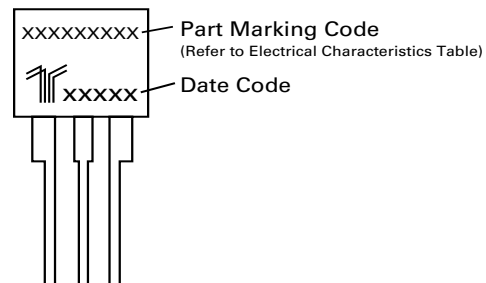 xxxxxxxxx
Part Marking Code
(Refer to Electrical Characteristics Table)
xxxxx
Date Code